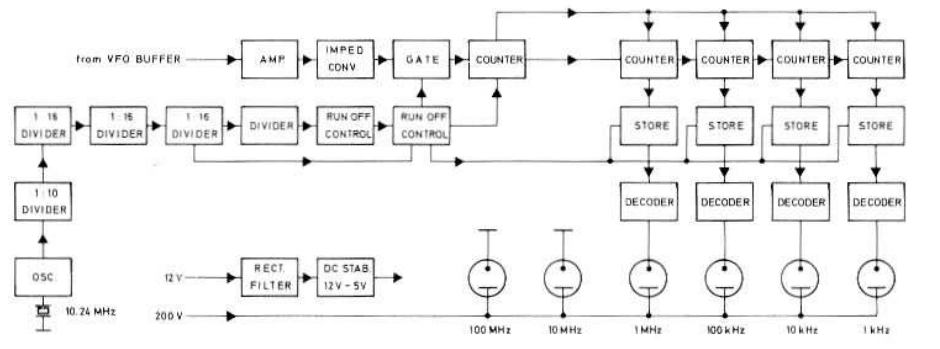 from VFO BUFFER
AMP.
IMPED
CONV.
GATE
COUNTER
COUNTER
COUNTER
COUNTER
COUNTER
1 : 16
DIVIDER
1 : 16
DIVIDER
1 : 16
DIVIDER
DIVIDER
RUN OFF
CONTROL
RUN OFF
CONTROL
STORE
STORE
STORE
STORE
1 : 10
DIVIDER
DECODER
DECODER
DECODER
DECODER
OSC.
12 V
RECT.
FILTER
DC STAB.
12V - 5V
10.24 MHz
200 V
100 MHz
10 MHz
1 MHz
100 kHz
10 kHz
1 kHz